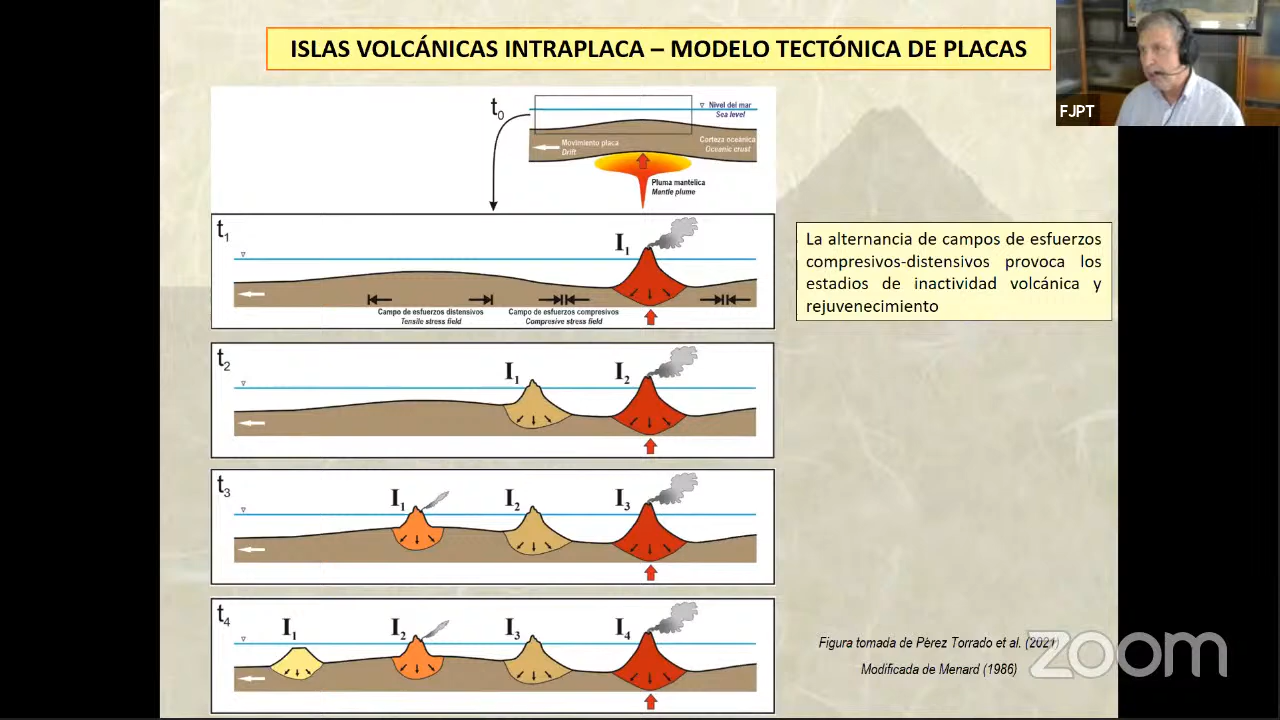 ISLAS VOLCÁNICAS INTRAPLACA – MODELO TECTÓNICA DE PLACAS
FJPT
t0
Nivel del mar
Sea level
Movimiento placa
Drift
Corteza oceánica
Oceanic crust
Pluma mantélica
Mantle plume
t1
I1
Campo de esfuerzos distensivos
Tensile stress field
Campo de esfuerzos compresivos
Compresive stress field
La alternancia de campos de esfuerzos
compresivos-distensivos provoca los
estadios de inactividad volcánica y
rejuvenecimiento
t2
I1
I2
t3
I1
I2
I3
t4
I1
I2
I3
I4
Figura tomada de Pérez Torrado et al. (2021)
Modificada de Menard (1986)
zoom